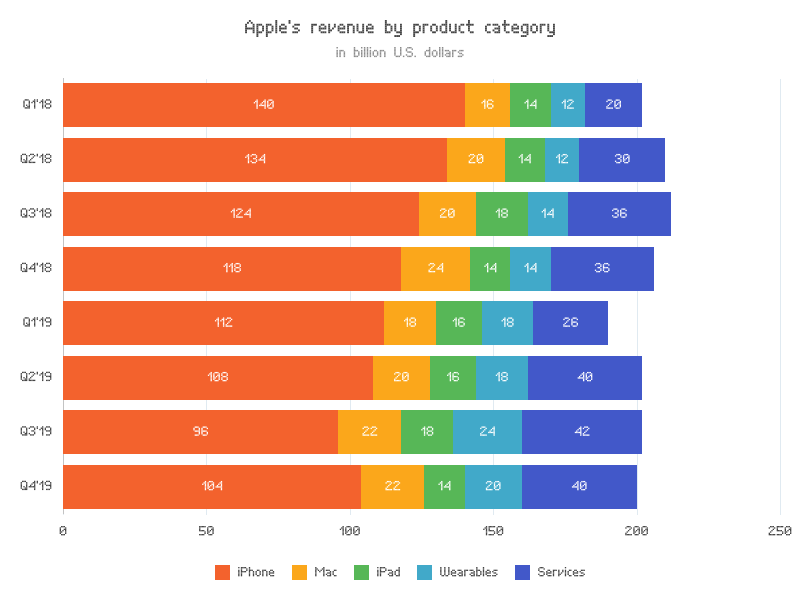 Apple's revenue by product category
in billion U.S. dollars
Q1'18 140 16 14 12 20
Q2'18 134 20 14 12 30
Q3'18 124 20 18 14 36
Q4'18 118 24 14 14 36
Q1'19 112 18 16 18 26
Q2'19 108 20 16 18 40
Q3'19 96 22 18 24 42
Q4'19 104 22 14 20 40
0 50 100 150 200 250
iPhone Mac iPad Wearables Services